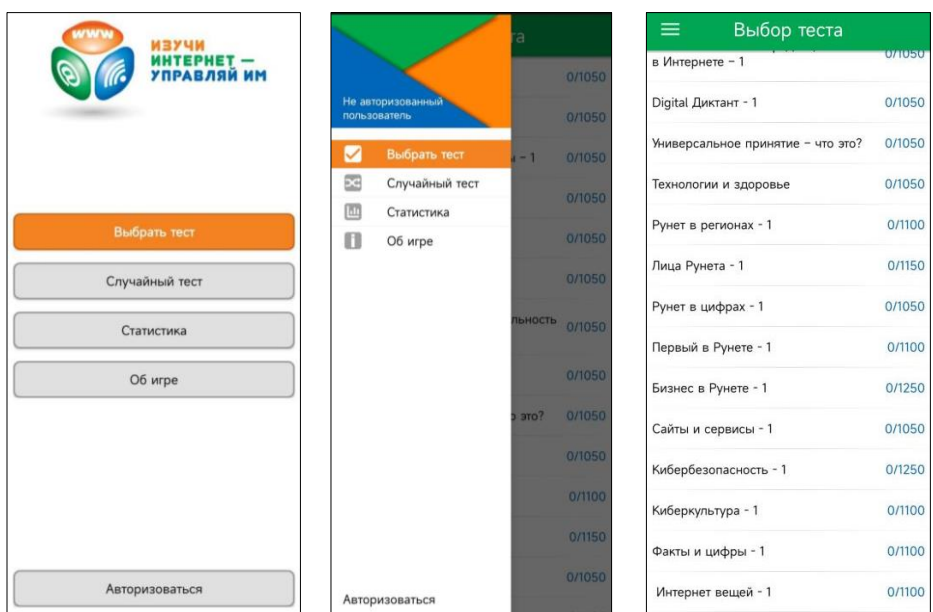 www
ИЗУЧИ
ИНТЕРНЕТ —
УПРАВЛЯЙ ИМ
Выбрать тест
Случайный тест
Статистика
Об игре
Авторизоваться
та
Не авторизованный
пользователь
0/1050
0/1050
Выбрать тест
ы – 1 0/1050
Случайный тест
0/1050
Статистика
Об игре 0/1050
0/1050
льность 0/1050
0/1050
о это? 0/1050
0/1050
0/1100
0/1150
0/1050
Авторизоваться
Выбор теста
в Интернете – 1 0/1050
Digital Диктант - 1 0/1050
Универсальное принятие – что это? 0/1050
Технологии и здоровье 0/1050
Рунет в регионах - 1 0/1100
Лица Рунета - 1 0/1150
Рунет в цифрах - 1 0/1050
Первый в Рунете - 1 0/1100
Бизнес в Рунете - 1 0/1250
Сайты и сервисы - 1 0/1050
Кибербезопасность - 1 0/1250
Киберкультура - 1 0/1100
Факты и цифры - 1 0/1100
Интернет вещей - 1 0/1100